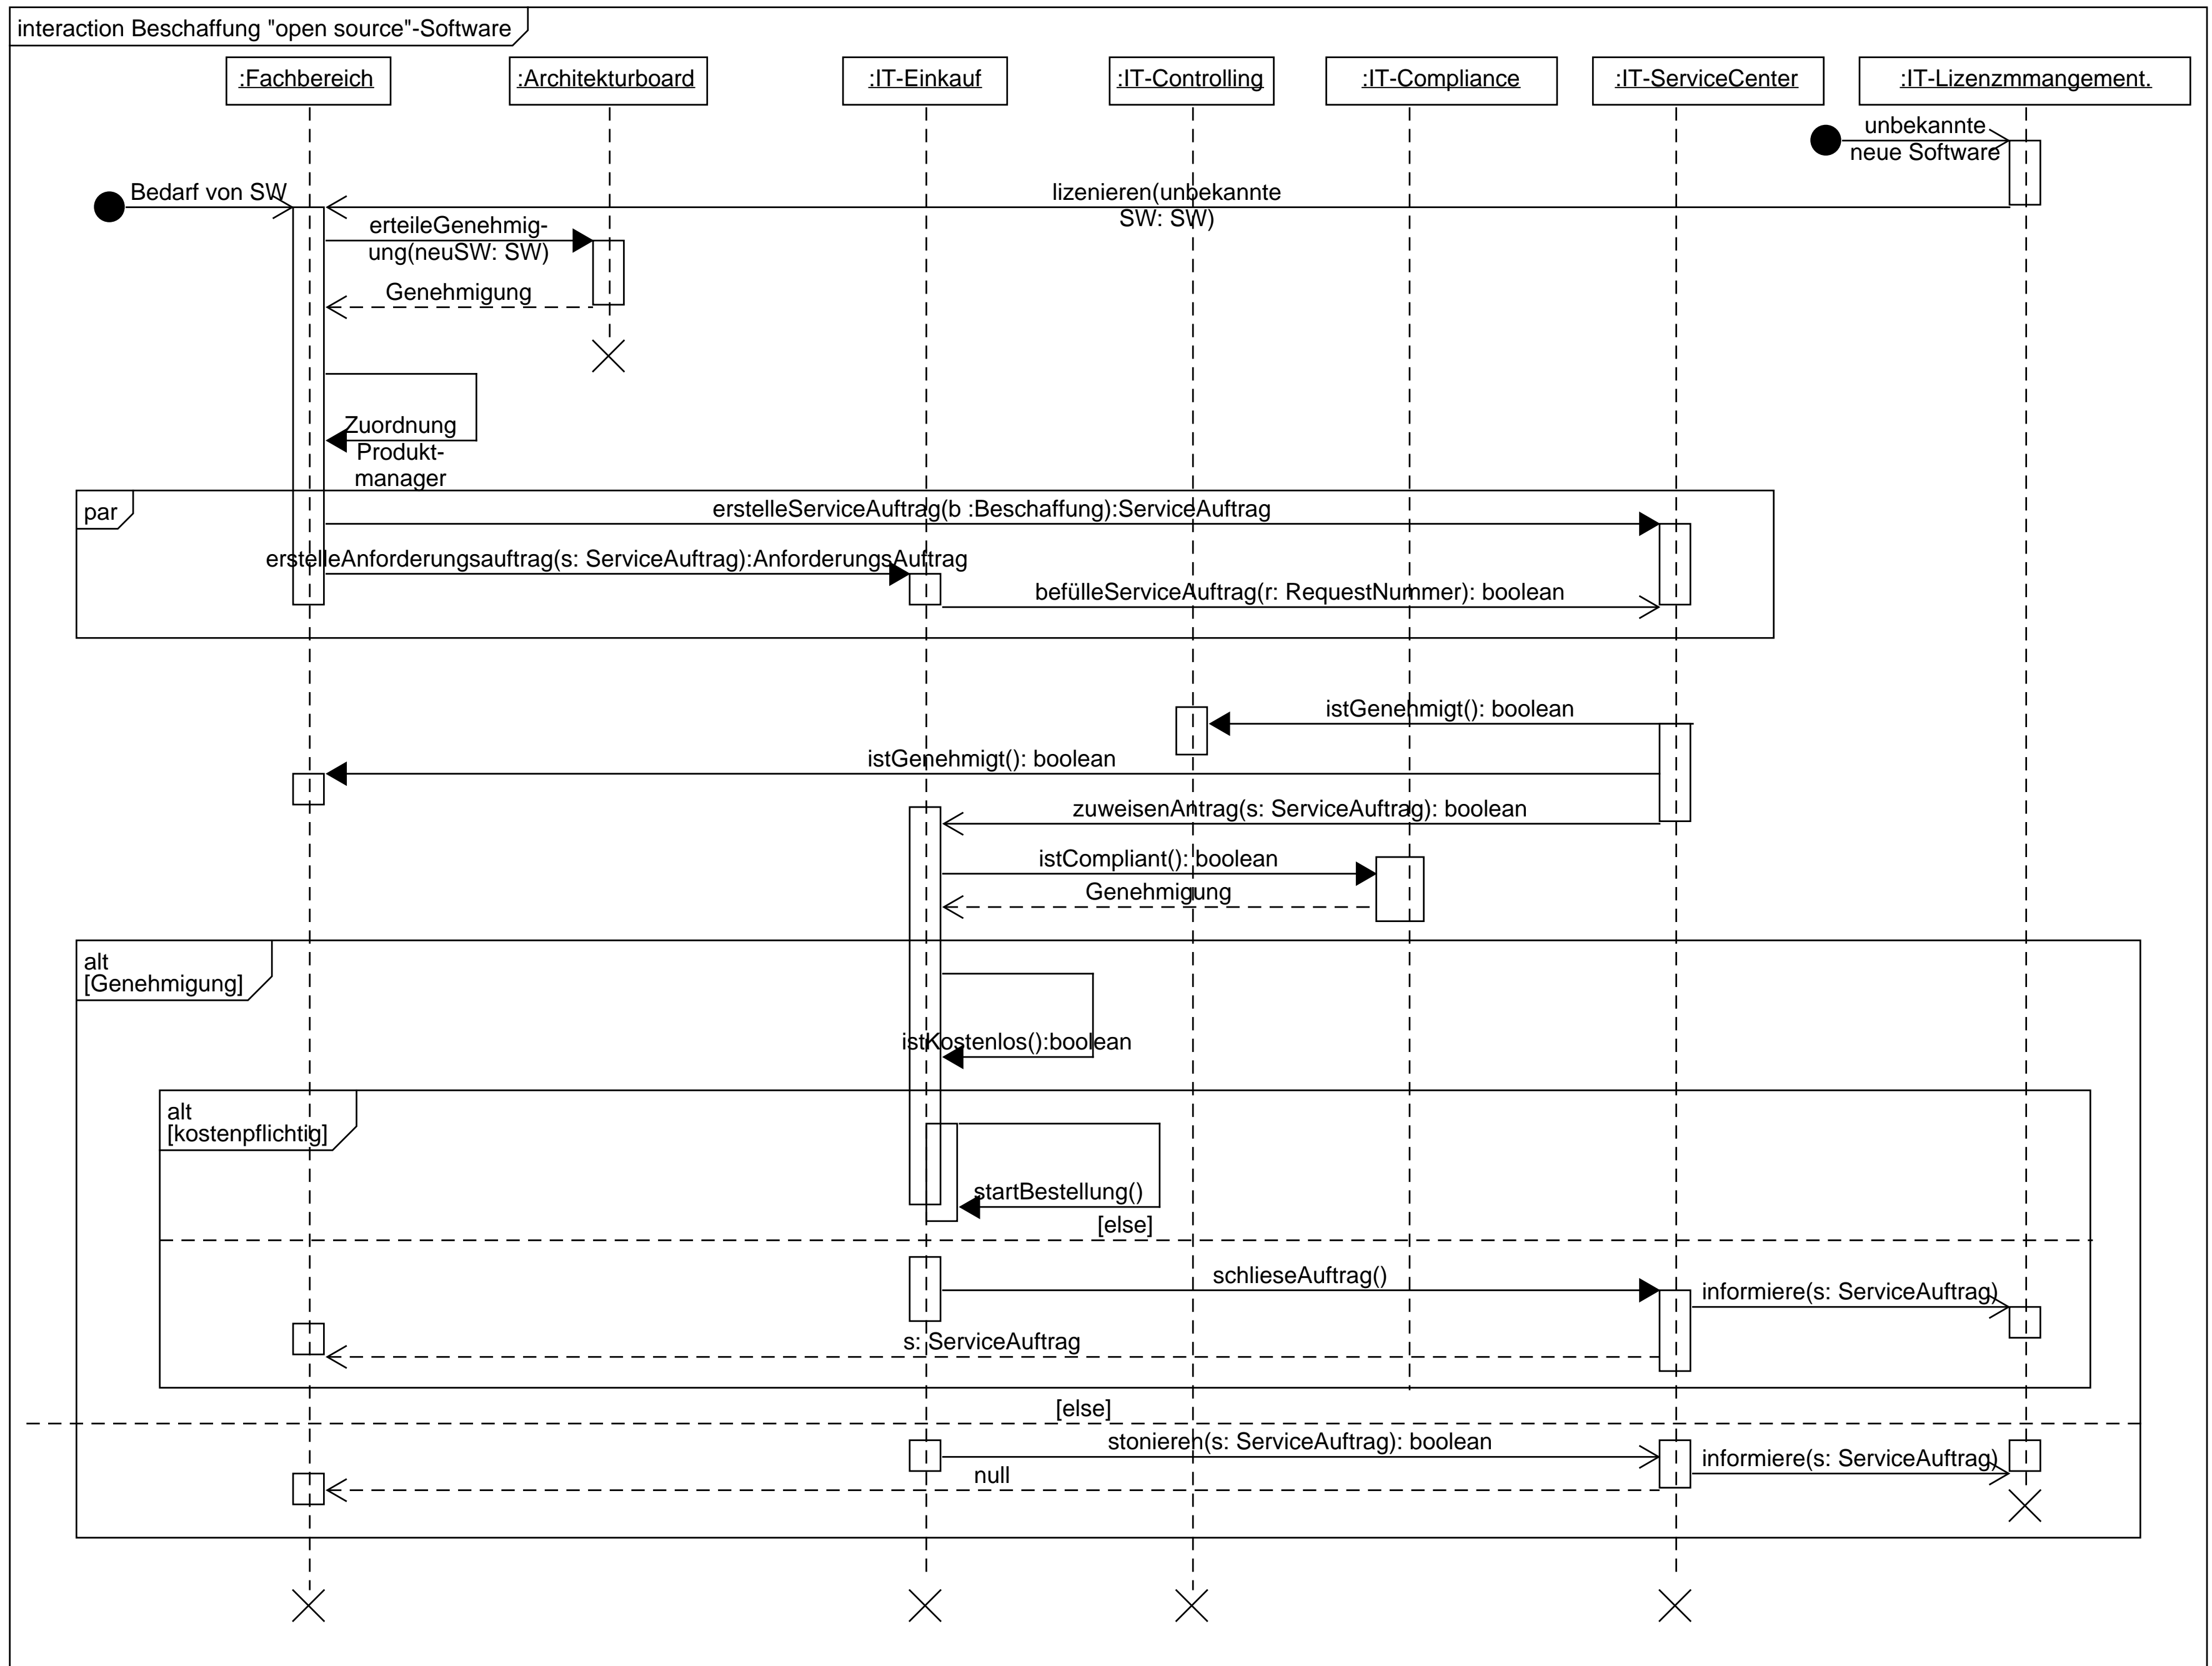 interaction Beschaffung "open source"-Software
:Fachbereich
:Architekturboard
:IT-Einkauf
:IT-Controlling
:IT-Compliance
:IT-ServiceCenter
:IT-Lizenzmmangement.
unbekannte
neue Software
Bedarf von SW
lizenieren(unbekannte
SW: SW)
erteileGenehmig-
ung(neuSW: SW)
Genehmigung
Zuordnung
Produkt-
manager
par
erstelleServiceAuftrag(b :Beschaffung):ServiceAuftrag
erstelleAnforderungsauftrag(s: ServiceAuftrag):AnforderungsAuftrag
befülleServiceAuftrag(r: RequestNummer): boolean
istGenehmigt(): boolean
istGenehmigt(): boolean
zuweisenAntrag(s: ServiceAuftrag): boolean
istCompliant(): boolean
Genehmigung
alt
[Genehmigung]
istKostenlos():boolean
alt
[kostenpflichtig]
startBestellung()
[else]
schlieseAuftrag()
informiere(s: ServiceAuftrag)
s: ServiceAuftrag
[else]
stonieren(s: ServiceAuftrag): boolean
informiere(s: ServiceAuftrag)
null